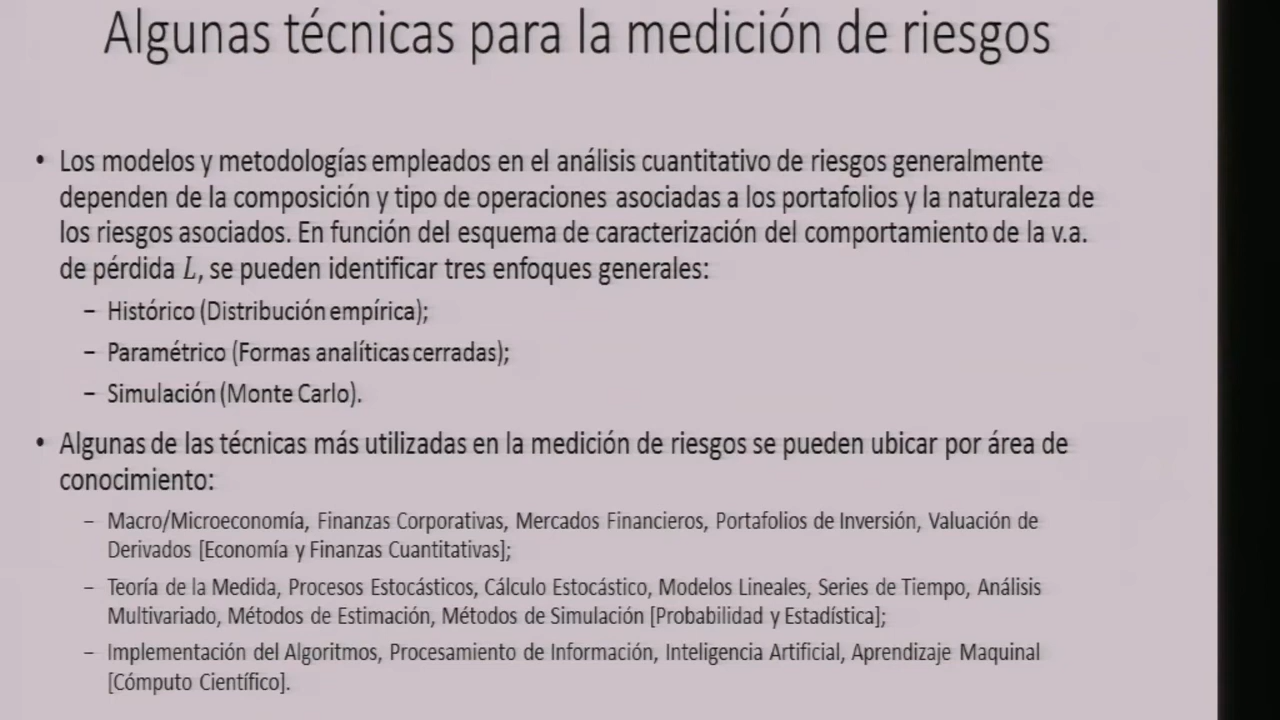 Algunas técnicas para la medición de riesgos
• Los modelos y metodologías empleados en el análisis cuantitativo de riesgos generalmente
dependen de la composición y tipo de operaciones asociadas a los portafolios y la naturaleza de
los riesgos asociados. En función del esquema de caracterización del comportamiento de la v.a.
de pérdida L, se pueden identificar tres enfoques generales:
– Histórico (Distribución empírica);
– Paramétrico (Formas analíticas cerradas);
– Simulación (Monte Carlo).
• Algunas de las técnicas más utilizadas en la medición de riesgos se pueden ubicar por área de
conocimiento:
– Macro/Microeconomía, Finanzas Corporativas, Mercados Financieros, Portafolios de Inversión, Valuación de
Derivados [Economía y Finanzas Cuantitativas];
– Teoría de la Medida, Procesos Estocásticos, Cálculo Estocástico, Modelos Lineales, Series de Tiempo, Análisis
Multivariado, Métodos de Estimación, Métodos de Simulación [Probabilidad y Estadística];
– Implementación del Algoritmos, Procesamiento de Información, Inteligencia Artificial, Aprendizaje Maquinal
[Cómputo Científico].